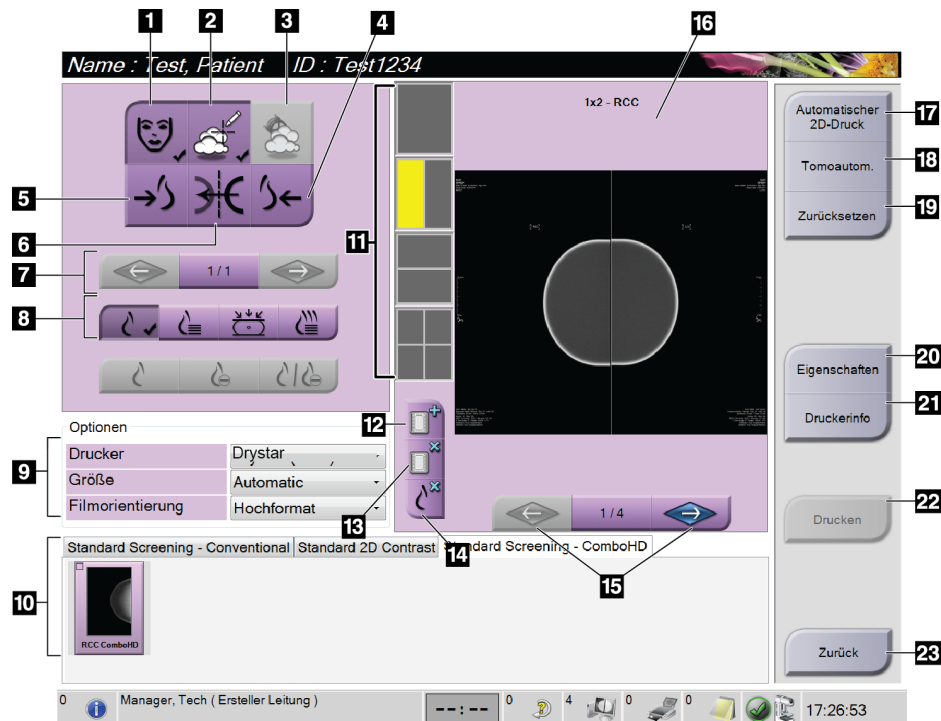 1
2
3
4
16
Name : Test, Patient ID : Test1234
1x2 - RCC
Automatischer
2D-Druck
17
Tomoautom.
18
Zurücksetzen
19
5
6
11
7
1/1
8
Eigenschaften
20
Druckerinfo
21
12
Optionen
9
Drucker
Drystar
Größe
Automatic
Filmorientierung
Hochformat
13
14
1/4
15
Drucken
22
Standard Screening - Conventional
Standard 2D Contrast
Standard Screening - ComboHD
10
RCC ComboHD
Zurück
23
0
Manager, Tech ( Ersteller Leitung )
--:--
0
4
0
0
17:26:53